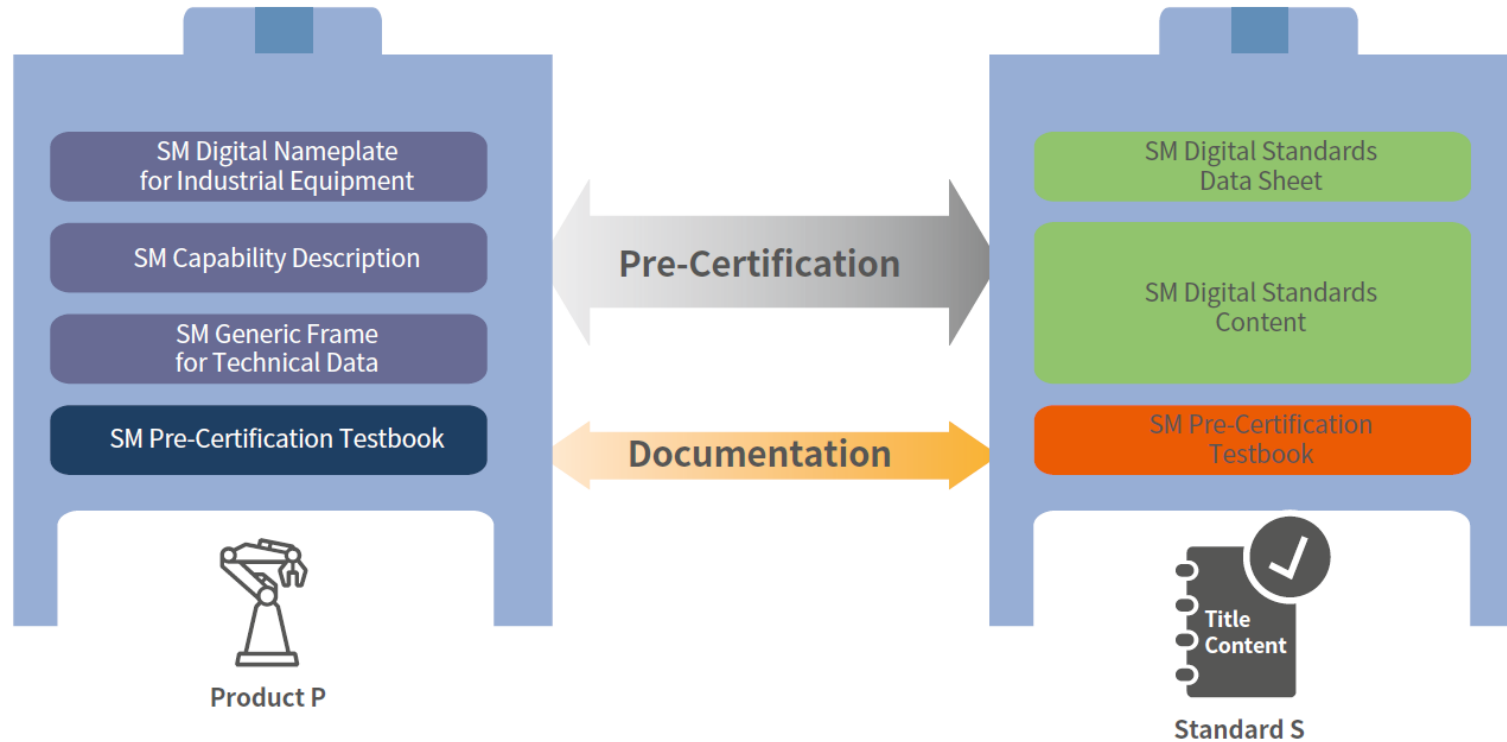 SM Digital Nameplate
for Industrial Equipment
SM Capability Description
SM Generic Frame
for Technical Data
SM Pre-Certification Testbook
Product P
Pre-Certification
Documentation
SM Digital Standards
Data Sheet
SM Digital Standards
Content
SM Pre-Certification
Testbook
Title
Content
Standard S